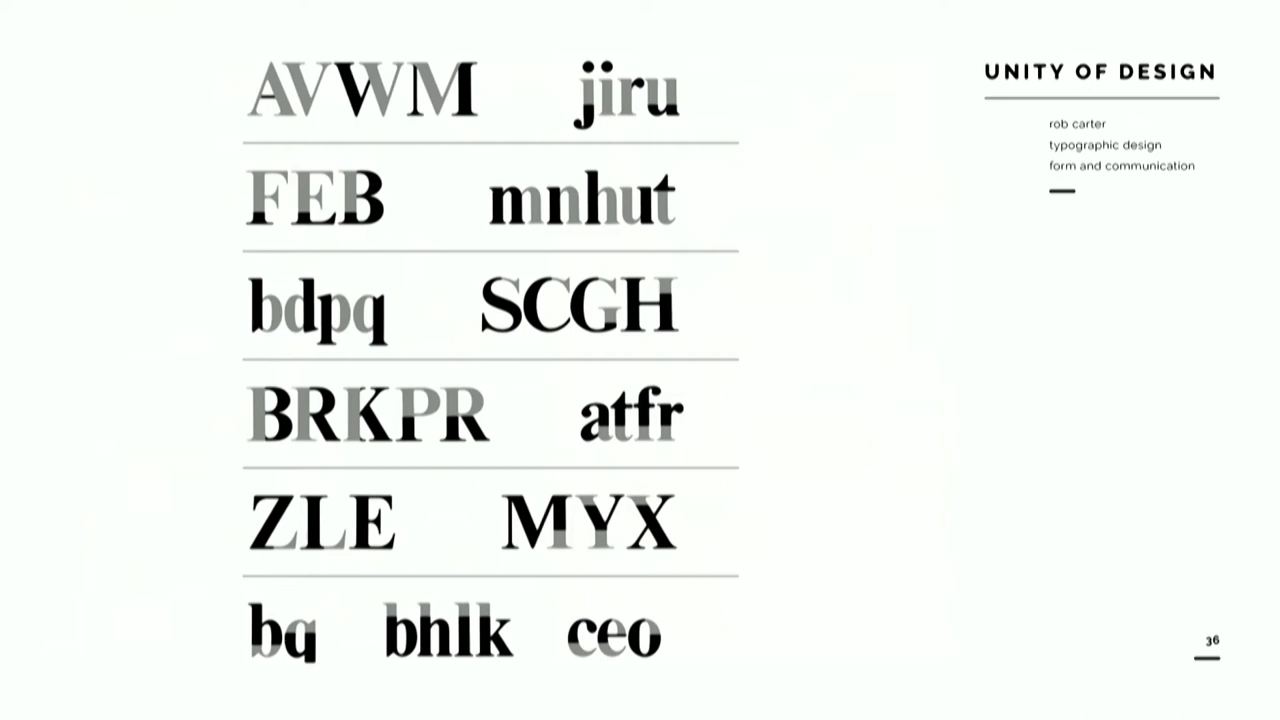 AVWM jiru
FEB mnhut
bdpq SCGH
BRKPR atfr
ZLE MYX
bq bhlk ceo
UNITY OF DESIGN
rob carter
typographic design
form and communication
36